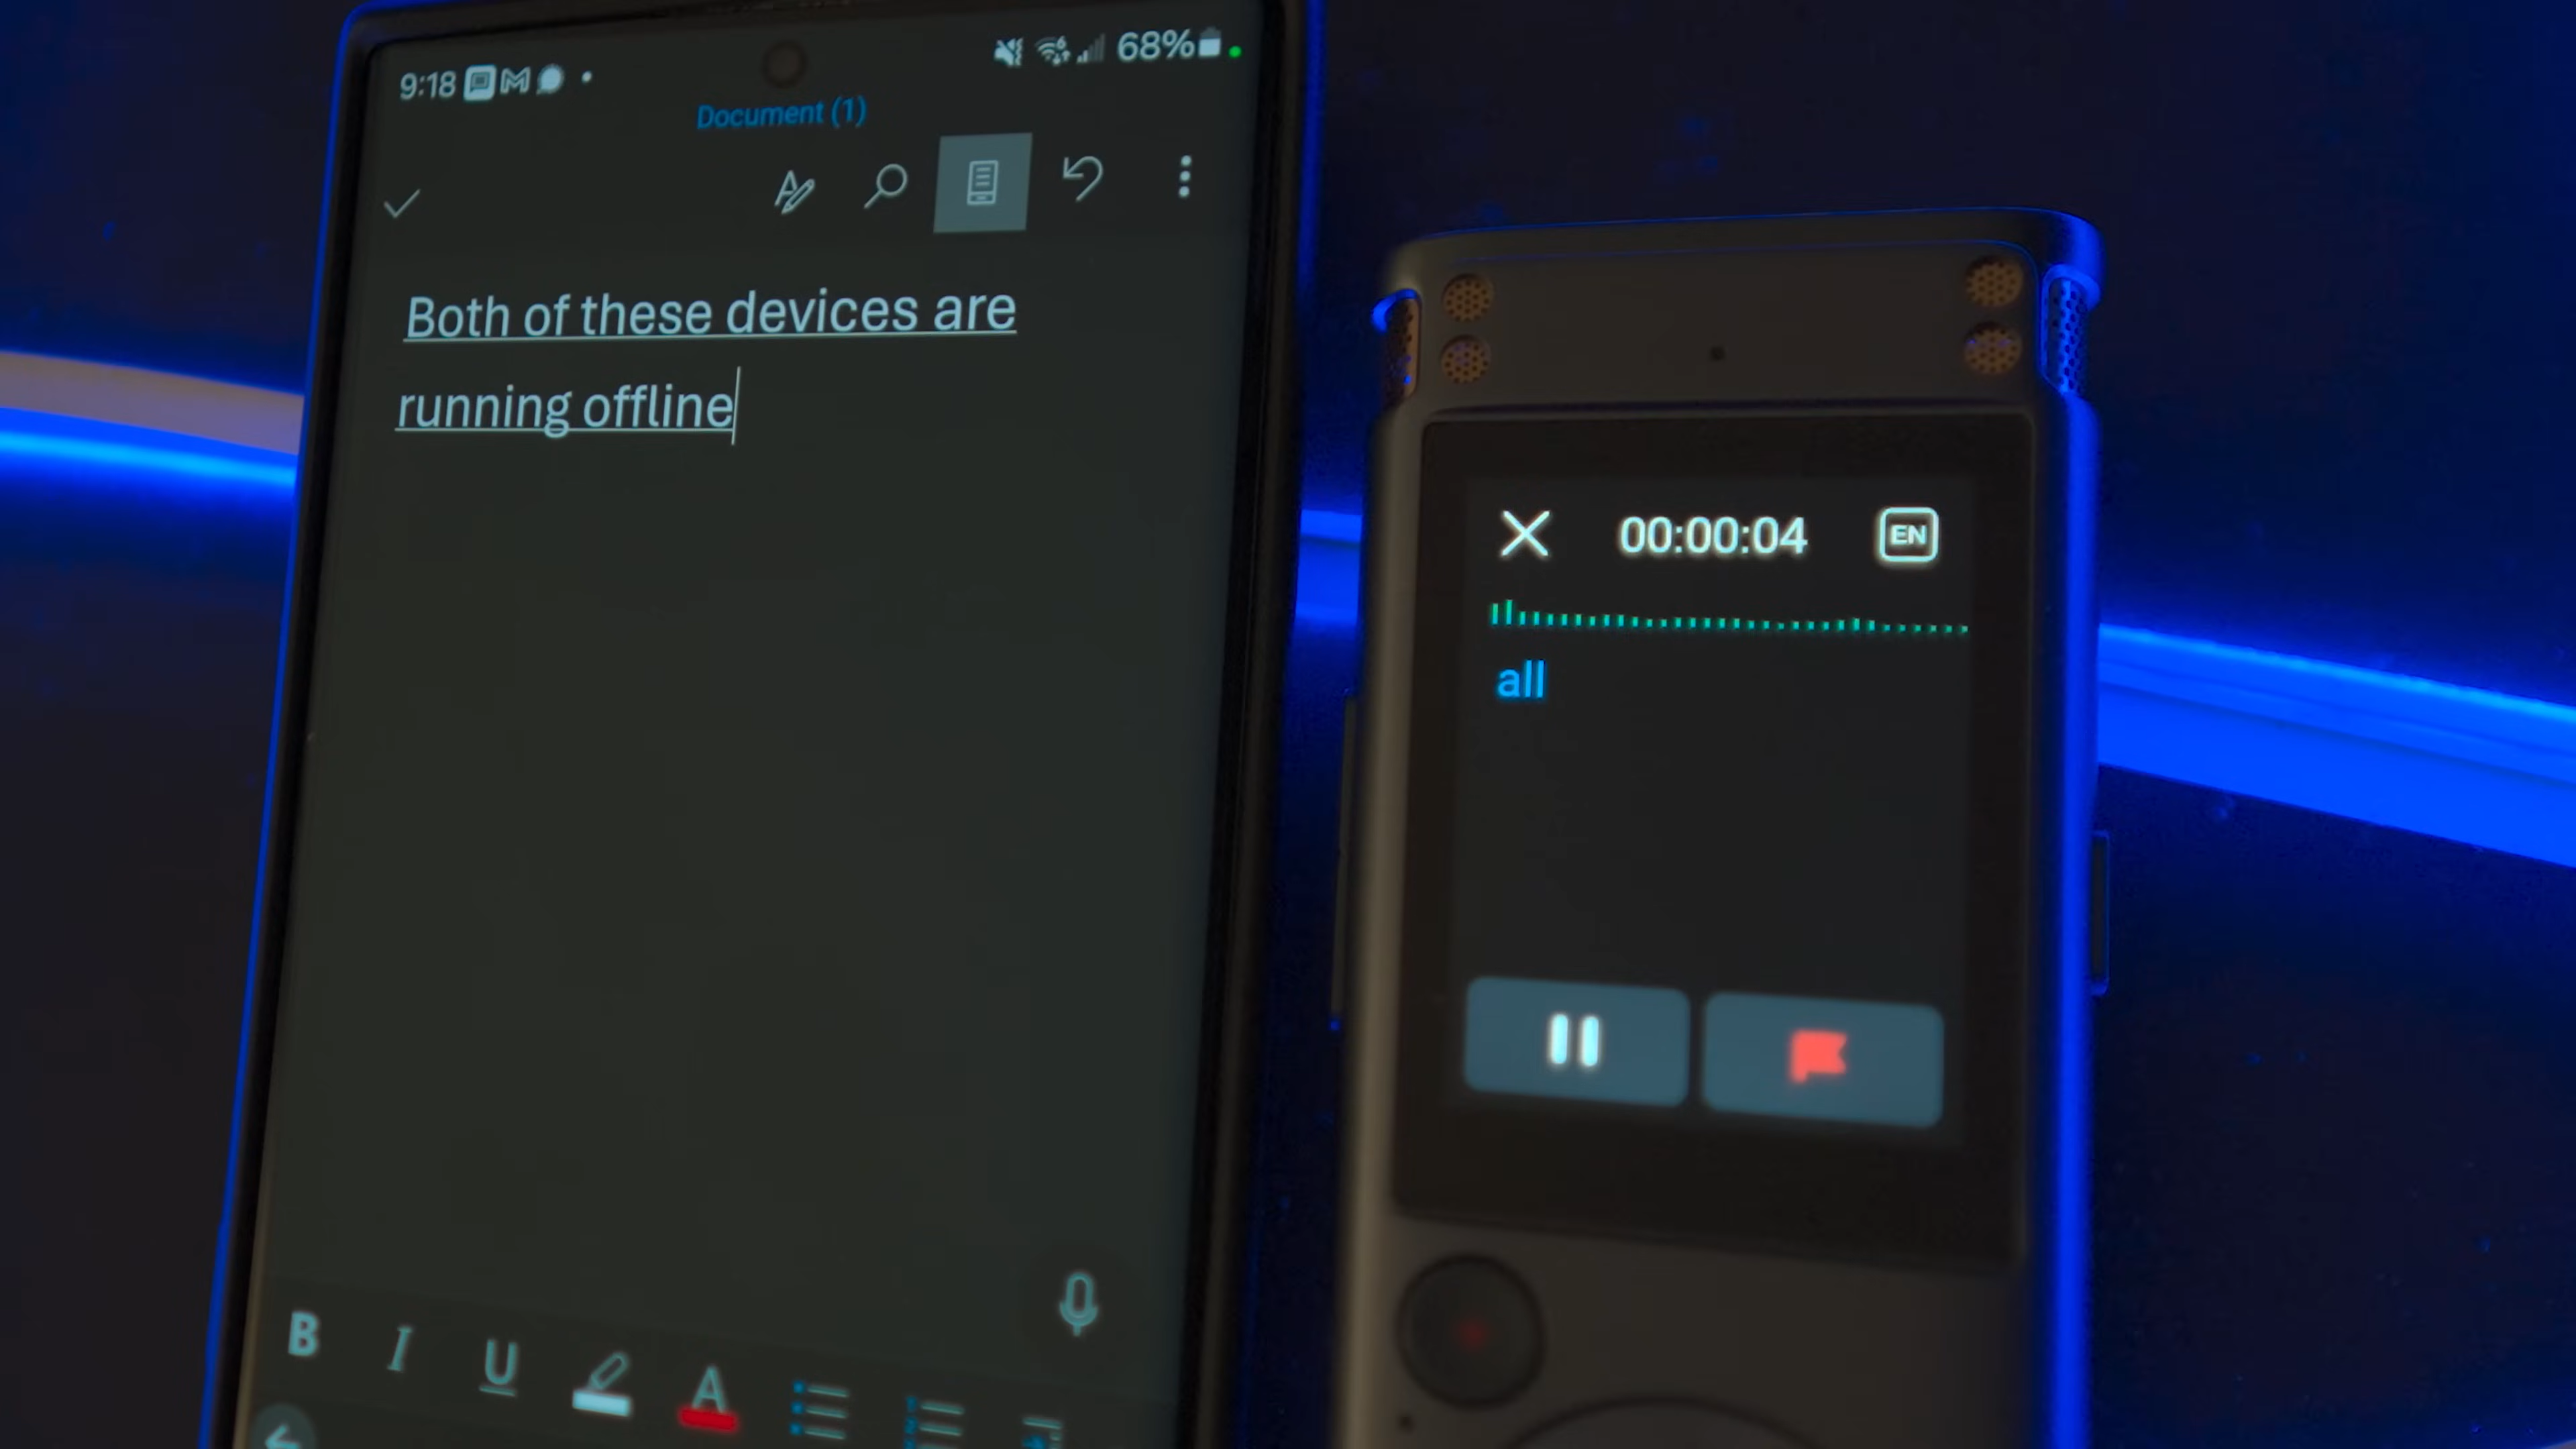 9:18
68%
Document (1)
Both of these devices are
running offline
B I U A
00:00:04 EN
all